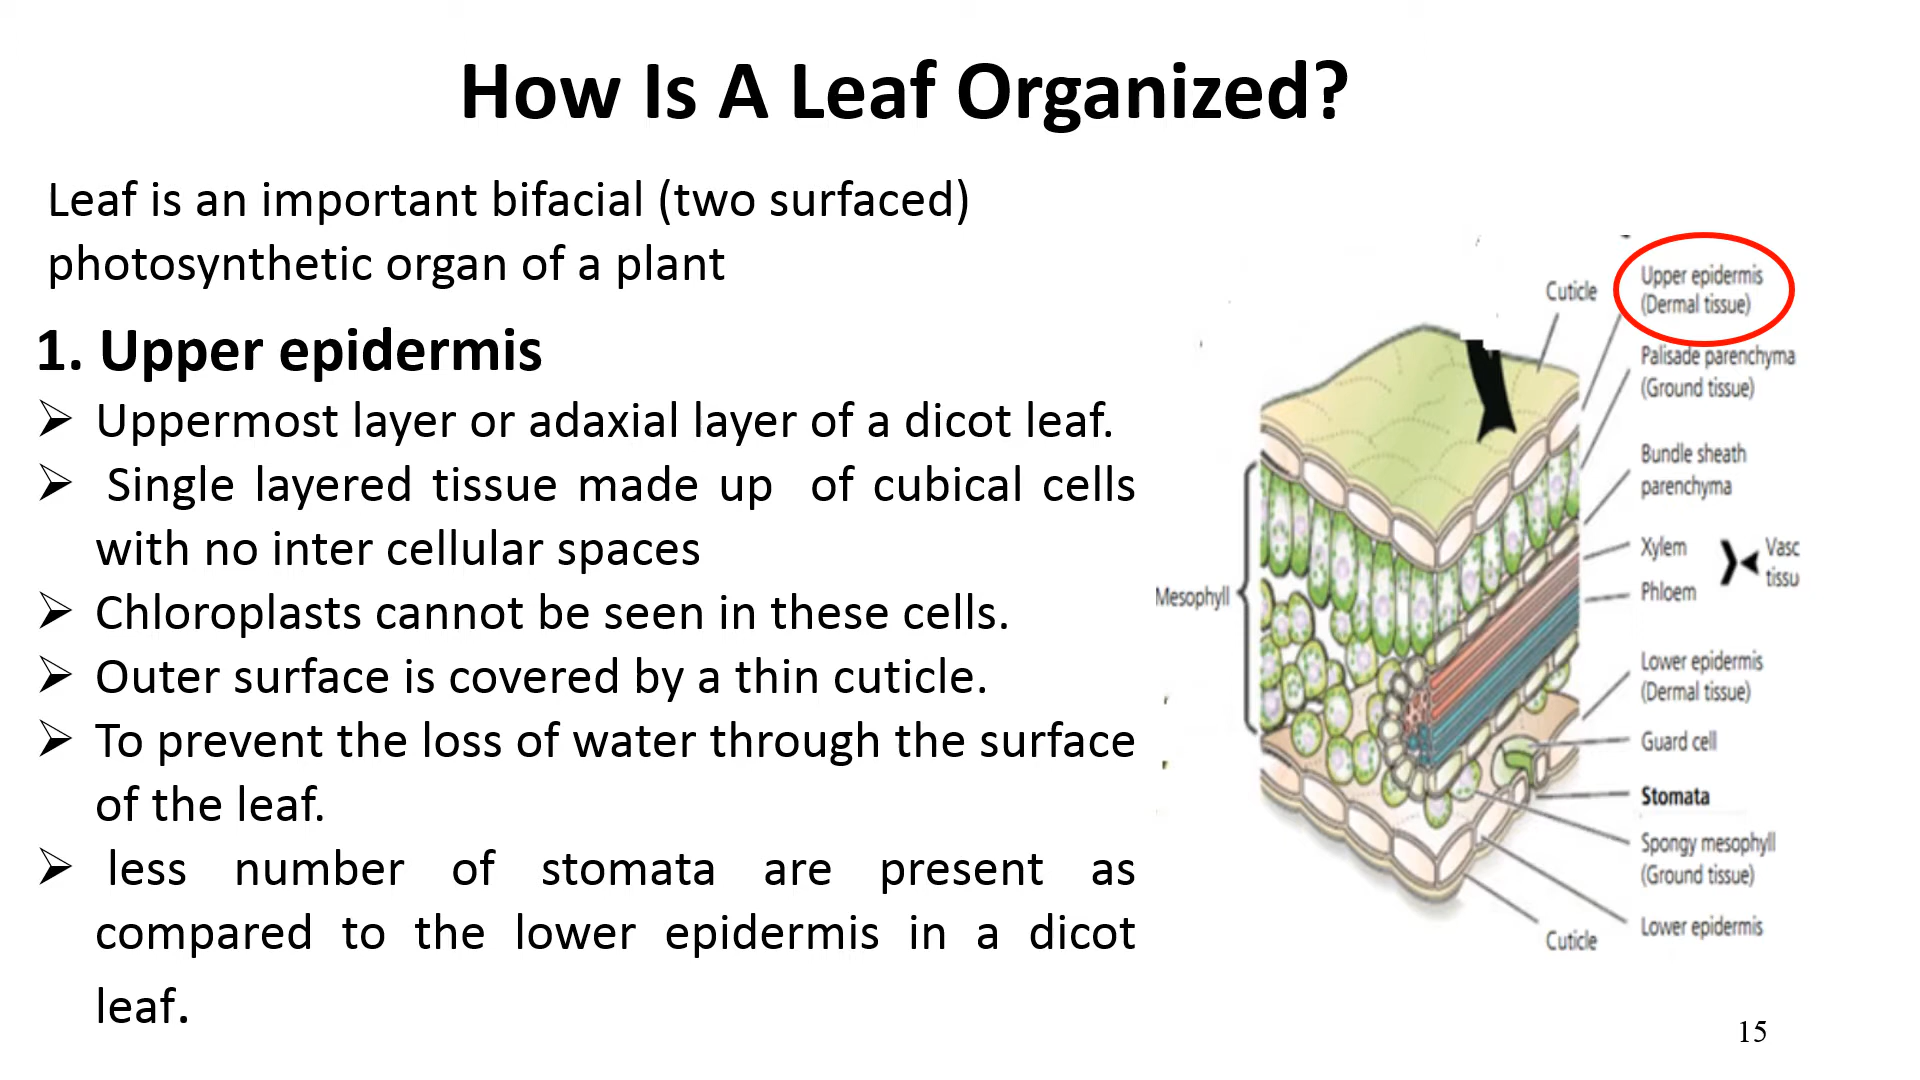 How Is A Leaf Organized?
Leaf is an important bifacial (two surfaced)
photosynthetic organ of a plant
1. Upper epidermis
➢ Uppermost layer or adaxial layer of a dicot leaf.
➢ Single layered tissue made up of cubical cells
with no inter cellular spaces
➢ Chloroplasts cannot be seen in these cells.
➢ Outer surface is covered by a thin cuticle.
➢ To prevent the loss of water through the surface
of the leaf.
➢ less number of stomata are present as
compared to the lower epidermis in a dicot
leaf.
Cuticle
Upper epidermis
(Dermal tissue)
Palisade parenchyma
(Ground tissue)
Bundle sheath
parenchyma
Xylem
Phloem
Vasc
tissu
Mesophyll
Lower epidermis
(Dermal tissue)
Guard cell
Stomata
Spongy mesophyll
(Ground tissue)
Lower epidermis
Cuticle
15